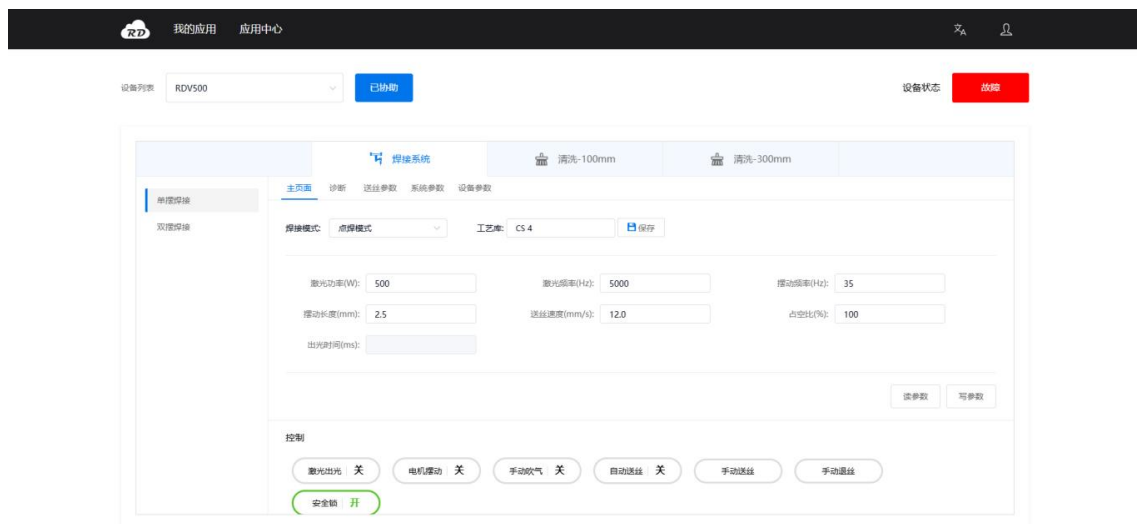 RD 我的应用 应用中心
设备列表 RDV500 已协助 设备状态 故障
焊接系统 清洗-100mm 清洗-300mm
主页面 诊断 送丝参数 系统参数 设备参数
单摆焊接
双摆焊接
焊接模式: 点焊模式 工艺库: CS 4 保存
激光功率(W): 500 激光频率(Hz): 5000 摆动频率(Hz): 35
摆动长度(mm): 2.5 送丝速度(mm/s): 12.0 占空比(%): 100
出光时间(ms):
读参数 写参数
控制
激光出光 关 电机摆动 关 手动吹气 关 自动送丝 关 手动送丝 手动退丝
安全锁 开